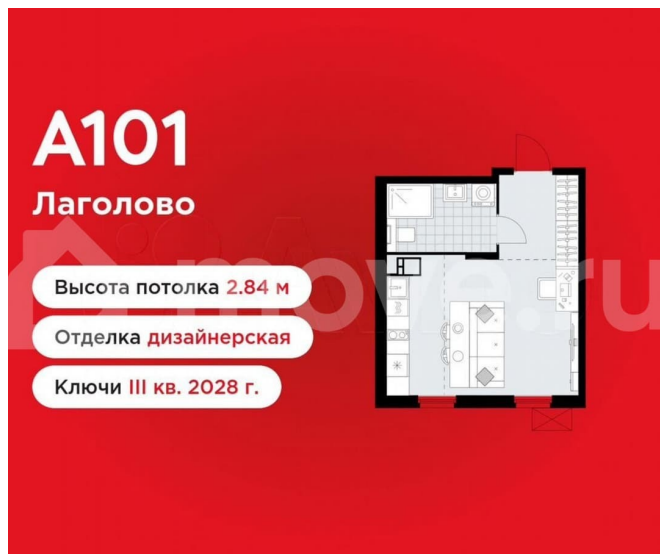 А101
Лаголово
move.ru
Высота потолка 2.84 м
Отделка дизайнерская
Ключи III кв. 2028 г.